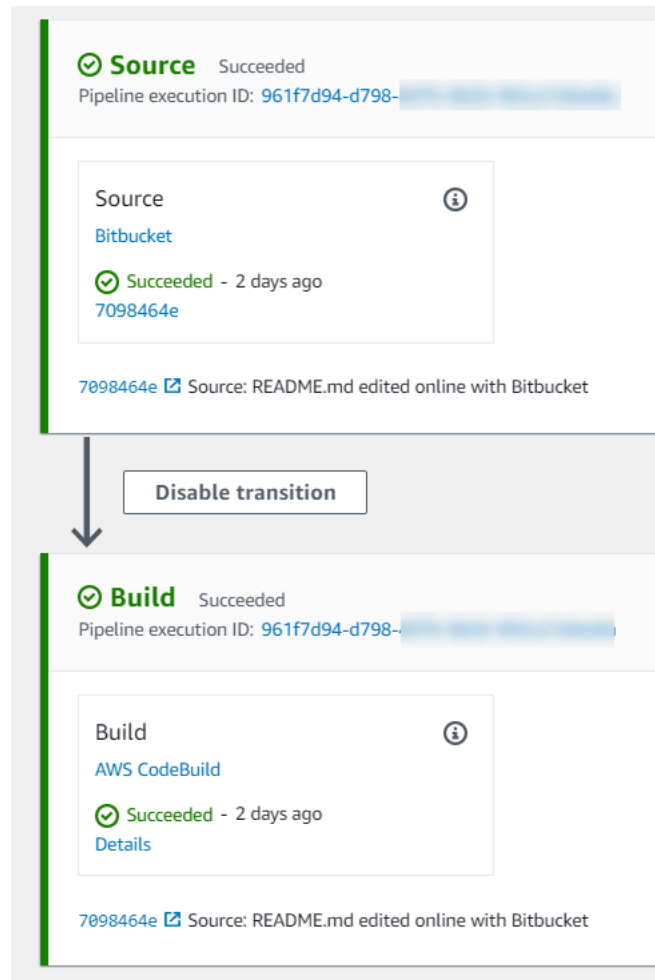 Source Succeeded
Pipeline execution ID: 961f7d94-d798-
Source
Bitbucket
Succeeded - 2 days ago
7098464e
7098464e Source: README.md edited online with Bitbucket
Disable transition
Build Succeeded
Pipeline execution ID: 961f7d94-d798-
Build
AWS CodeBuild
Succeeded - 2 days ago
Details
7098464e Source: README.md edited online with Bitbucket